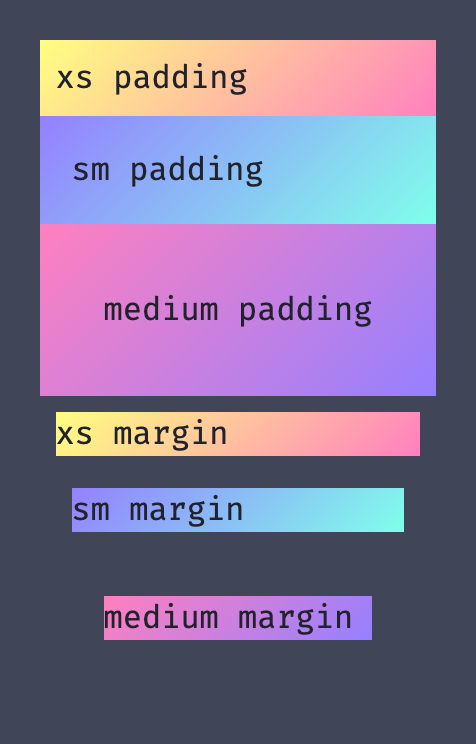 xs padding
sm padding
medium padding
xs margin
sm margin
medium margin